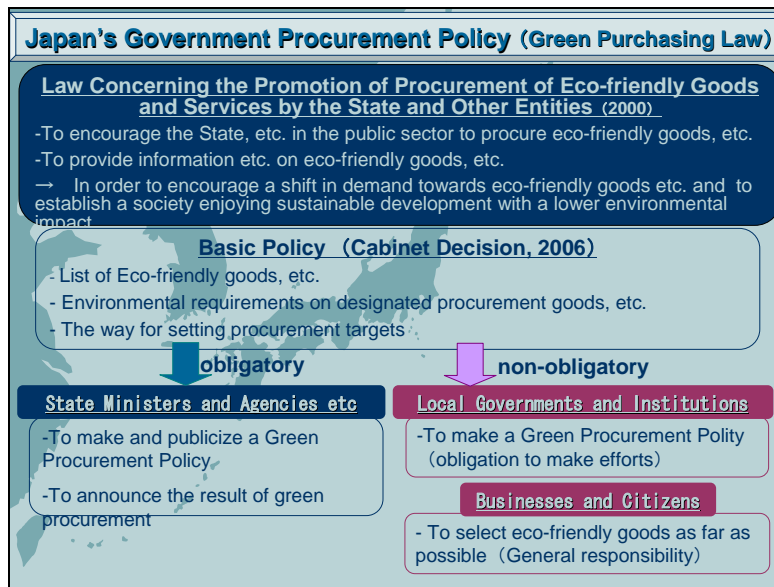 Japan's Government Procurement Policy (Green Purchasing Law)
Law Concerning the Promotion of Procurement of Eco-friendly Goods
and Services by the State and Other Entities (2000)
-To encourage the State, etc. in the public sector to procure eco-friendly goods, etc.
-To provide information etc. on eco-friendly goods, etc.
→ In order to encourage a shift in demand towards eco-friendly goods etc. and to
establish a society enjoying sustainable development with a lower environmental
impact
Basic Policy （Cabinet Decision, 2006）
- List of Eco-friendly goods, etc.
- Environmental requirements on designated procurement goods, etc.
- The way for setting procurement targets
obligatory
non-obligatory
State Ministers and Agencies etc
-To make and publicize a Green
Procurement Policy
-To announce the result of green
procurement
Local Governments and Institutions
-To make a Green Procurement Polity
（obligation to make efforts）
Businesses and Citizens
- To select eco-friendly goods as far as
possible（General responsibility）